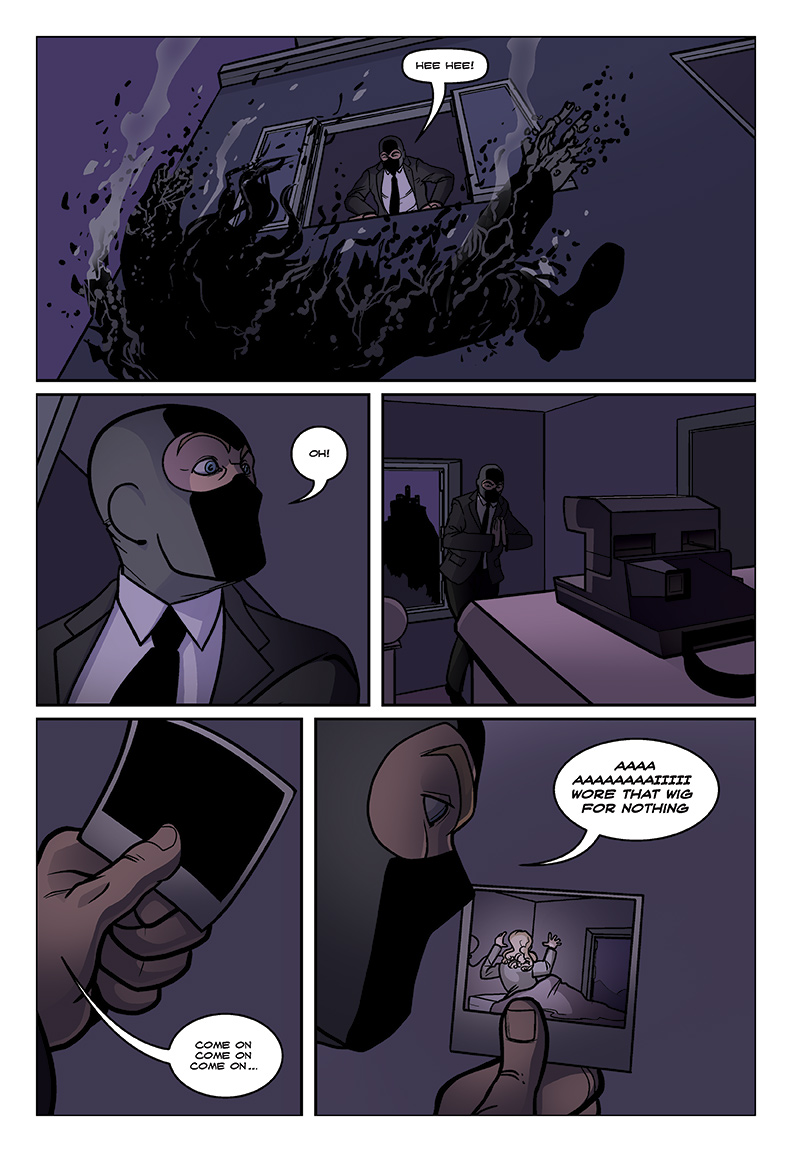 HEE HEE!
OH!
COME ON
COME ON
COME ON...
AAAA
AAAAAAAAIIIII
WORE THAT WIG
FOR NOTHING